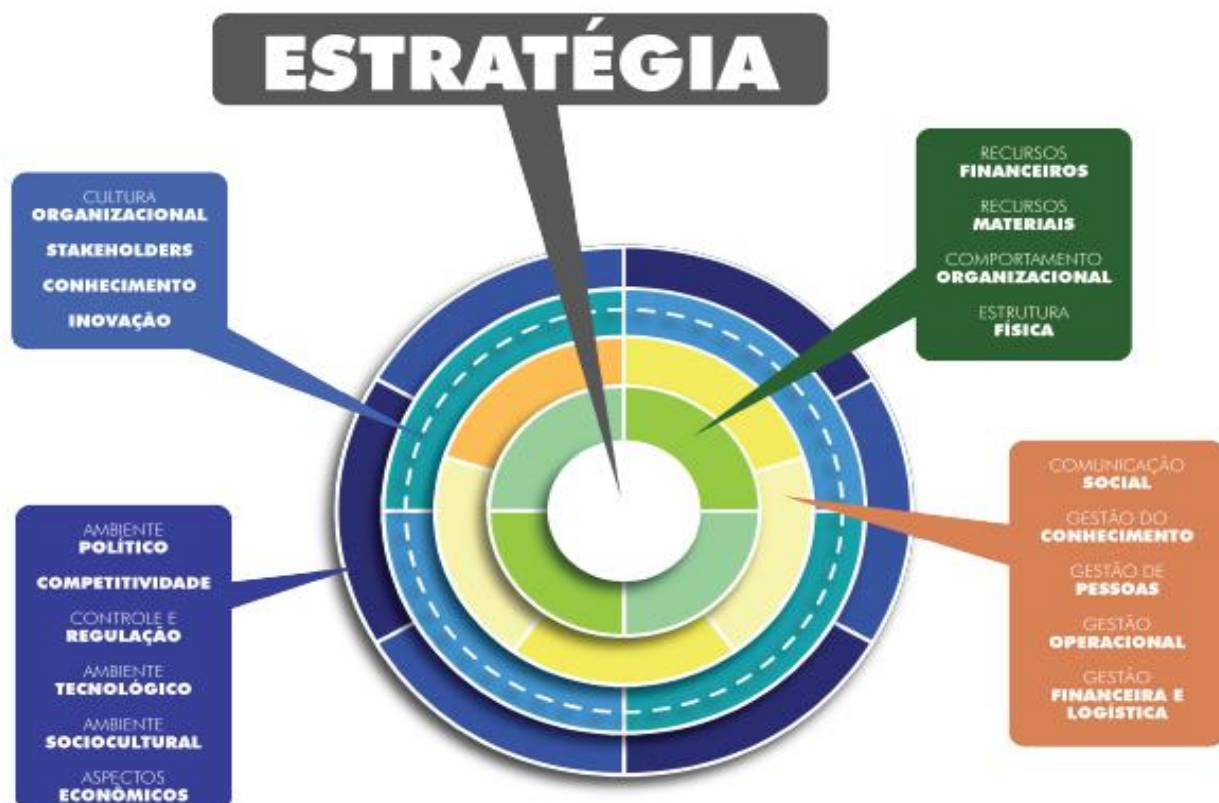 ESTRATÉGIA
CULTURA
ORGANIZACIONAL
STAKEHOLDERS
CONHECIMENTO
INOVAÇÃO
RECURSOS
FINANCEIROS
RECURSOS
MATERIAIS
COMPORTAMENTO
ORGANIZACIONAL
ESTRUTURA
FÍSICA
AMBIENTE
POLÍTICO
COMPETITIVIDADE
CONTROLE E
REGULAÇÃO
AMBIENTE
TECNOLÓGICO
AMBIENTE
SOCIOCULTURAL
ASPECTOS
ECONÔMICOS
COMUNICAÇÃO
SOCIAL
GESTÃO DO
CONHECIMENTO
GESTÃO DE
PESSOAS
GESTÃO
OPERACIONAL
GESTÃO
FINANCEIRA E
LOGÍSTICA